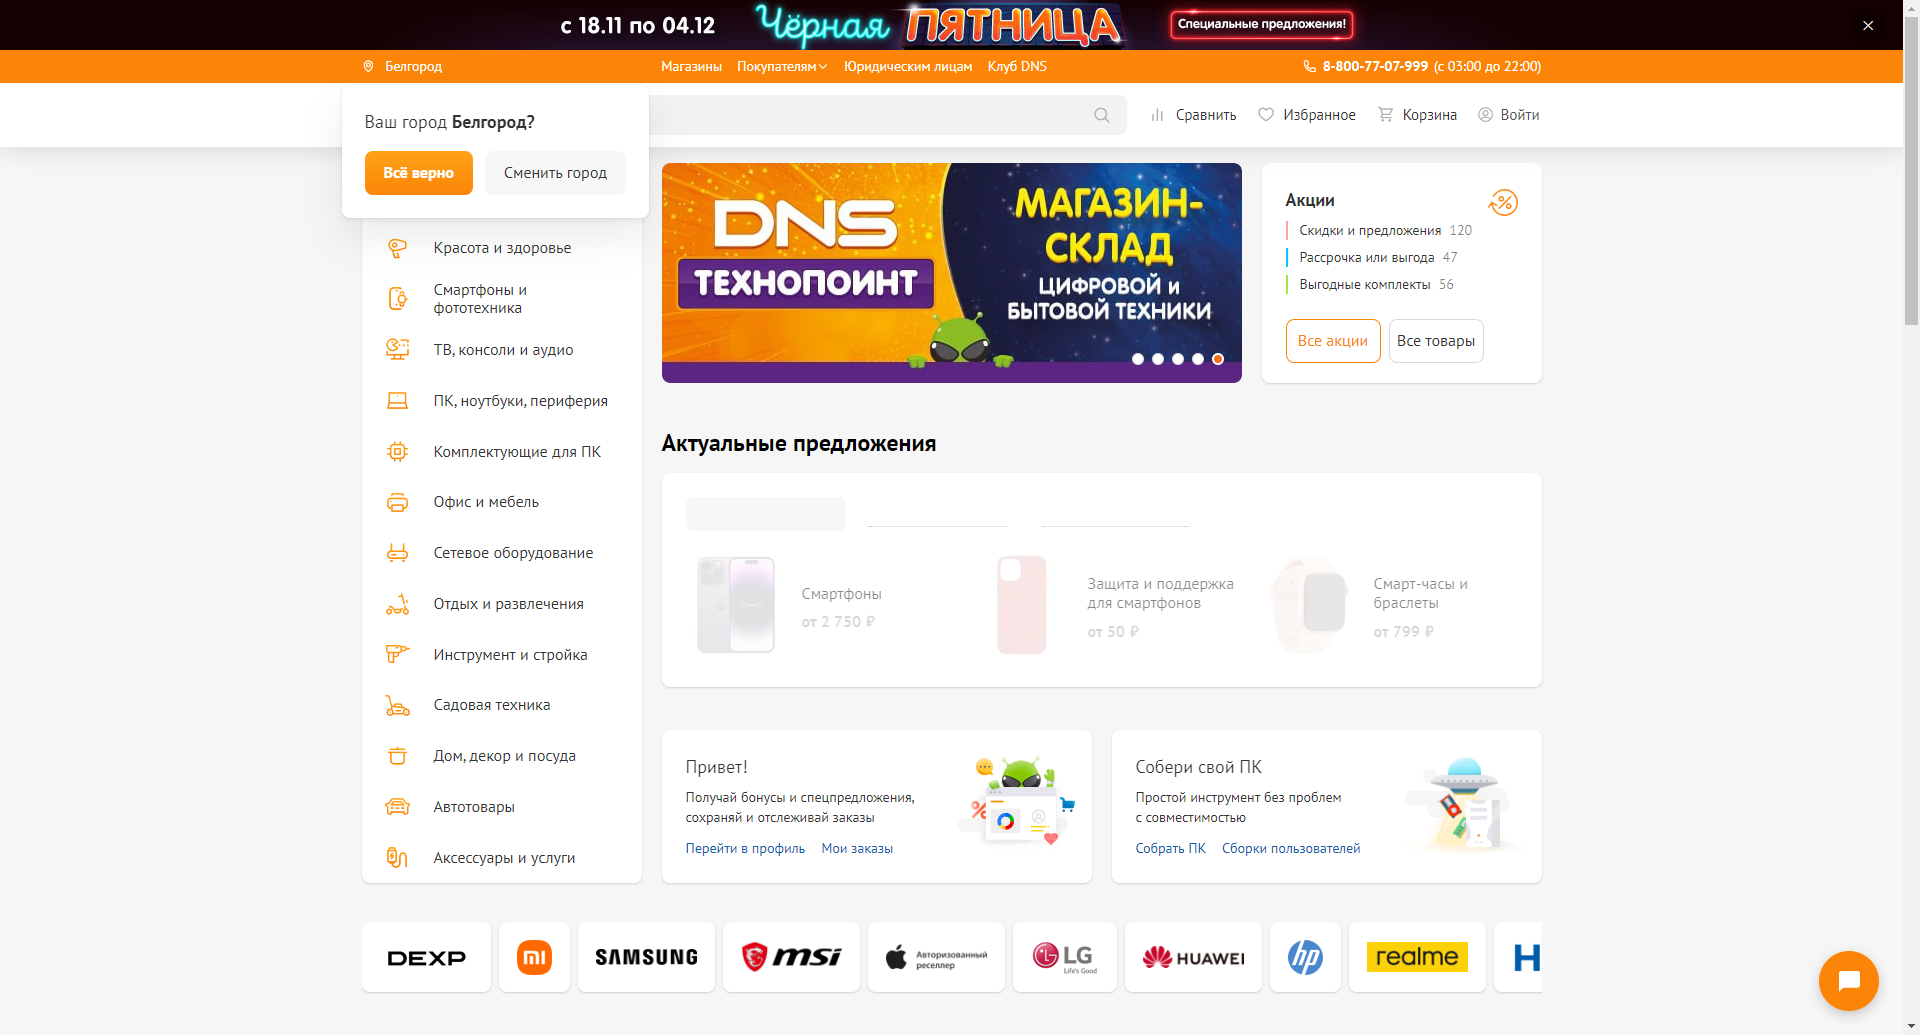 с 18.11 по 04.12
Чёрная ПЯТНИЦА
Специальные предложения!
Белгород
Магазины
Покупателям
Юридическим лицам
Клуб DNS
8-800-77-07-999 (с 03:00 до 22:00)
Ваш город Белгород?
Всё верно
Сменить город
Сравнить
Избранное
Корзина
Войти
Красота и здоровье
Смартфоны и
фототехника
ТВ, консоли и аудио
ПК, ноутбуки, периферия
Комплектующие для ПК
Офис и мебель
Сетевое оборудование
Отдых и развлечения
Инструмент и стройка
Садовая техника
Дом, декор и посуда
Автотовары
Аксессуары и услуги
DNS
ТЕХНОПОИНТ
МАГАЗИН-
СКЛАД
ЦИФРОВОЙ и
БЫТОВОЙ ТЕХНИКИ
Акции
Скидки и предложения 120
Рассрочка или выгода 47
Выгодные комплекты 56
Все акции
Все товары
Актуальные предложения
Смартфоны
от 2 750 ₽
Защита и поддержка
для смартфонов
от 50 ₽
Смарт-часы и
браслеты
от 799 ₽
Привет!
Получай бонусы и спецпредложения,
сохраняй и отслеживай заказы
Перейти в профиль
Мои заказы
Собери свой ПК
Простой инструмент без проблем
с совместимостью
Собрать ПК
Сборки пользователей
DEXP
mi
SAMSUNG
msi
Авторизованный
реселлер
LG
Life's Good
HUAWEI
hp
realme
H